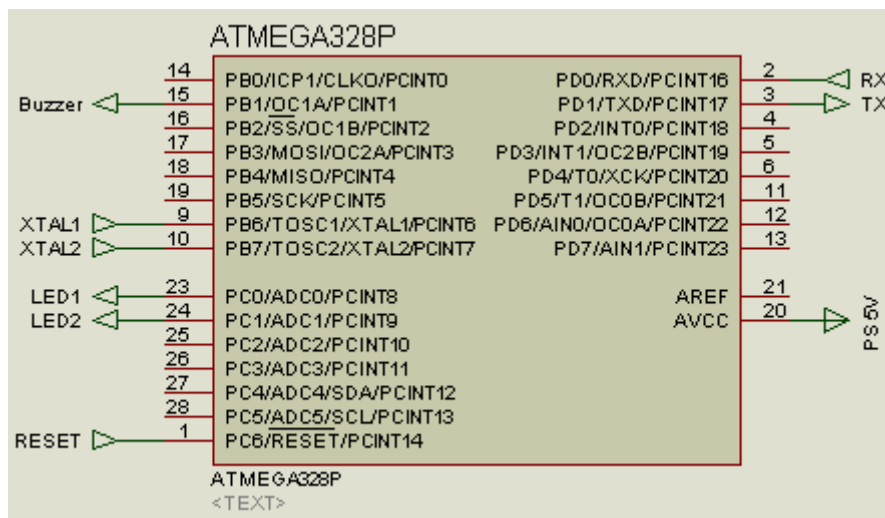 ATMEGA328P
14 PB0/ICP1/CLKO/PCINT0 PD0/RXD/PCINT16 2 RX
Buzzer 15 PB1/OC1A/PCINT1 PD1/TXD/PCINT17 3 TX
16 PB2/SS/OC1B/PCINT2 PD2/INT0/PCINT18 4
17 PB3/MOSI/OC2A/PCINT3 PD3/INT1/OC2B/PCINT19 5
18 PB4/MISO/PCINT4 PD4/T0/XCK/PCINT20 6
19 PB5/SCK/PCINT5 PD5/T1/OC0B/PCINT21 11
XTAL1 9 PB6/TOSC1/XTAL1/PCINT6 PD6/AIN0/OC0A/PCINT22 12
XTAL2 10 PB7/TOSC2/XTAL2/PCINT7 PD7/AIN1/PCINT23 13
LED1 23 PC0/ADC0/PCINT8 AREF 21
LED2 24 PC1/ADC1/PCINT9 AVCC 20 PS5V
25 PC2/ADC2/PCINT10
26 PC3/ADC3/PCINT11
27 PC4/ADC4/SDA/PCINT12
28 PC5/ADC5/SCL/PCINT13
RESET 1 PC6/RESET/PCINT14
ATMEGA328P
<TEXT>